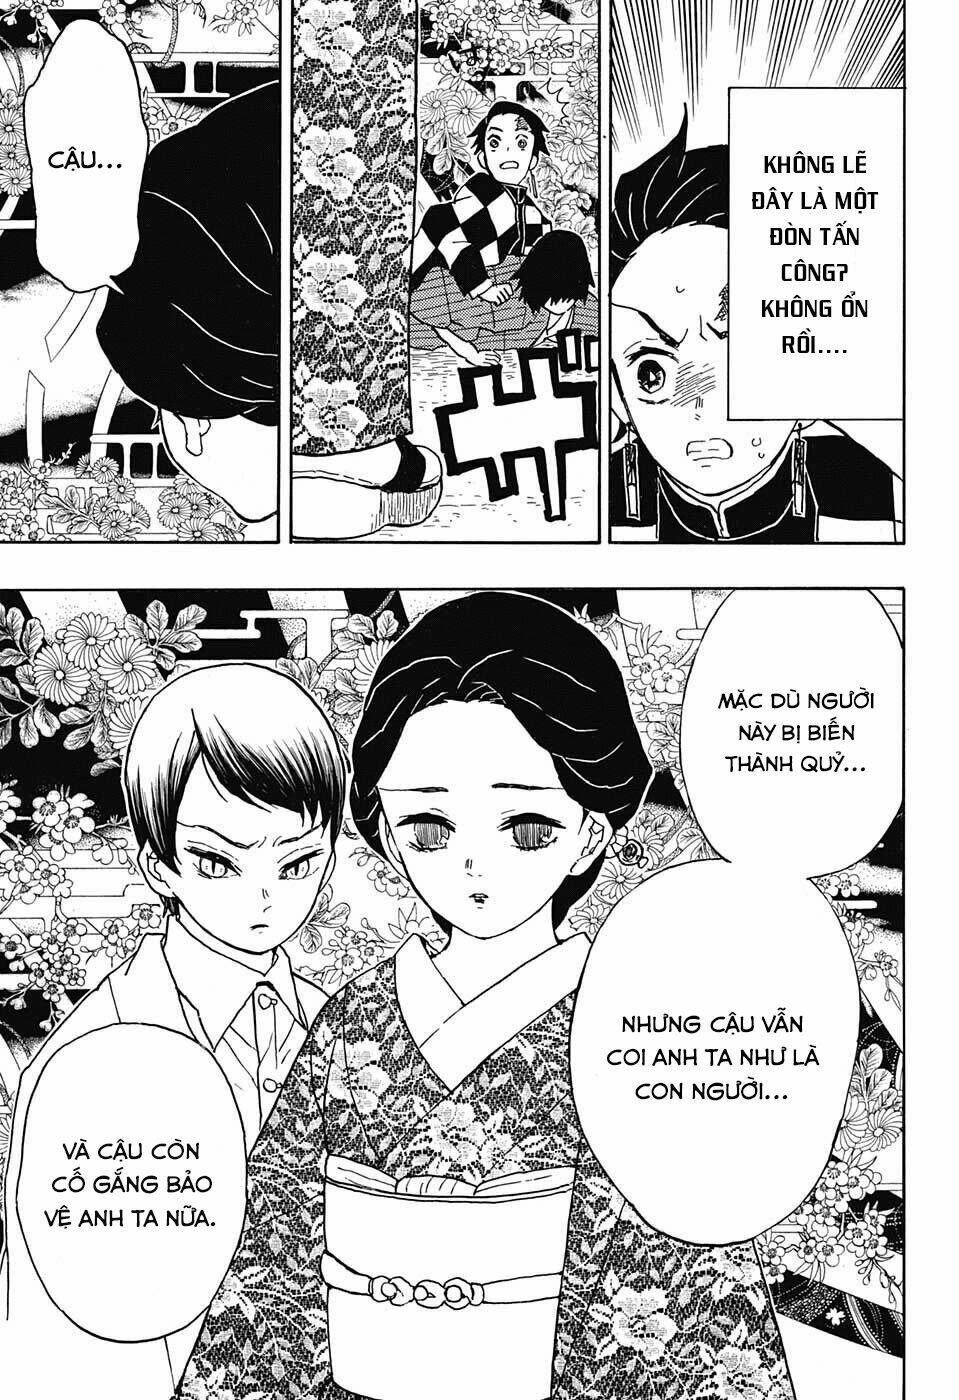 KHÔNG LẼ
ĐÂY LÀ MỘT
ĐÒN TẤN
CÔNG?
KHÔNG ỔN
RỒI....
CẬU...
MẶC DÙ NGƯỜI
NÀY BỊ BIẾN
THÀNH QUỶ...
NHƯNG CẬU VẪN
COI ANH TA NHƯ LÀ
CON NGƯỜI...
VÀ CẬU CÒN
CỐ GẮNG BẢO
VỆ ANH TA NỮA.